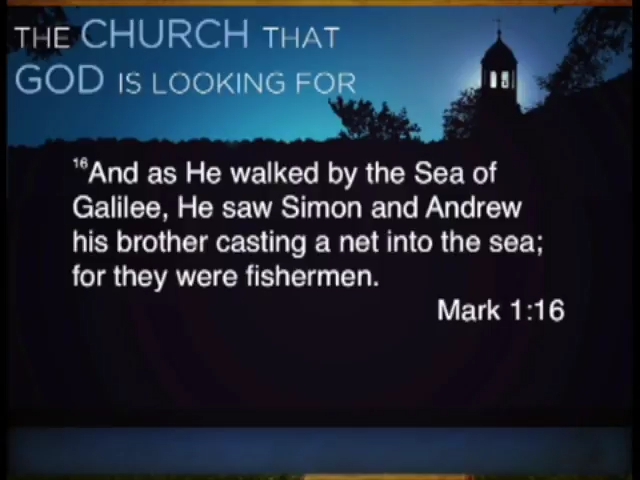 THE CHURCH THAT
GOD IS LOOKING FOR
16And as He walked by the Sea of
Galilee, He saw Simon and Andrew
his brother casting a net into the sea;
for they were fishermen.
Mark 1:16